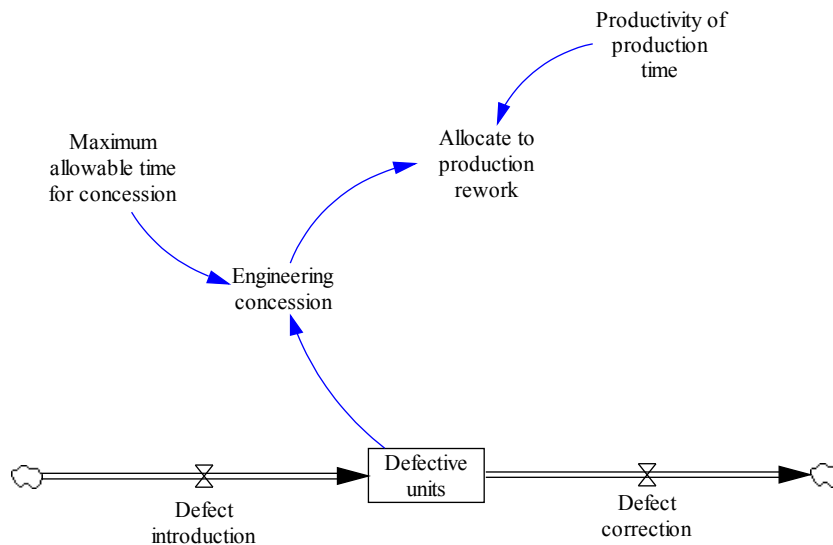 Productivity of
production
time
Maximum
allowable time
for concession
Allocate to
production
rework
Engineering
concession
Defective
units
Defect
introduction
Defect
correction